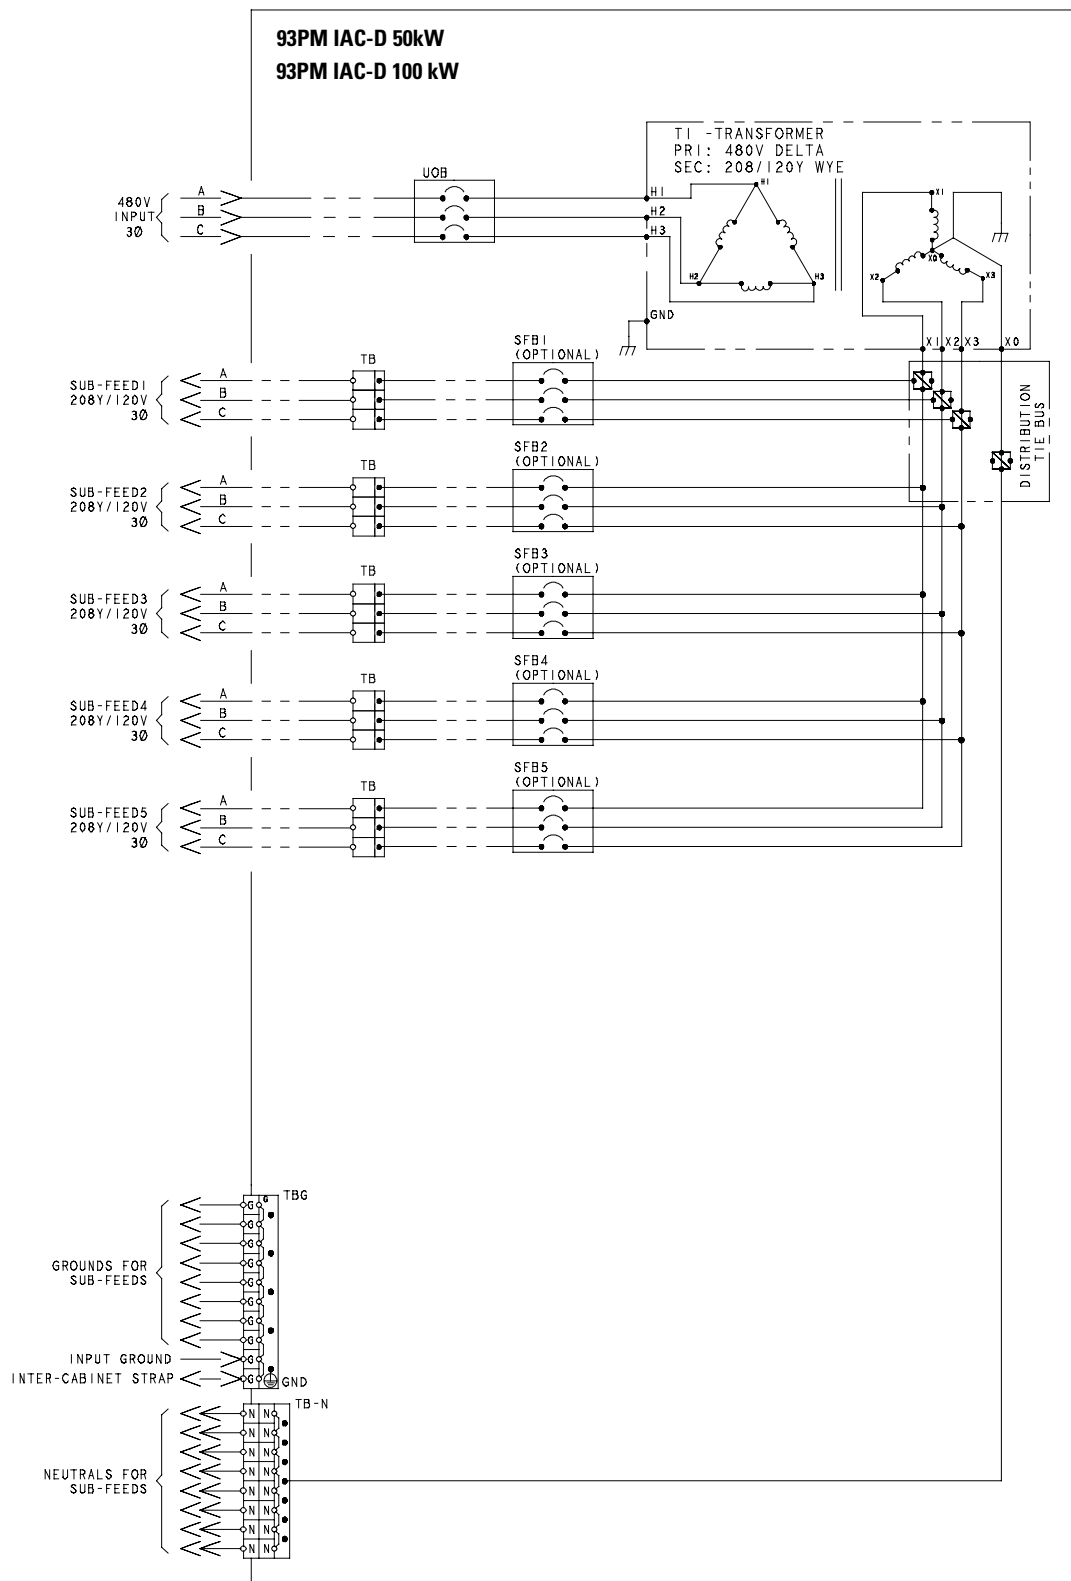 93PM IAC-D 50kW
93PM IAC-D 100 kW
T1 -TRANSFORMER
PRI: 480V DELTA
SEC: 208/120Y WYE
UOB
480V
INPUT
3Ø
A
B
C
H1
H2
H3
H1
H2
H3
X1
X0
X2
X3
GND
X1 X2 X3 X0
DISTRIBUTION
TIE BUS
SFB1
(OPTIONAL)
TB
SUB-FEED1
208Y/120V
3Ø
A
B
C
SFB2
(OPTIONAL)
TB
SUB-FEED2
208Y/120V
3Ø
A
B
C
SFB3
(OPTIONAL)
TB
SUB-FEED3
208Y/120V
3Ø
A
B
C
SFB4
(OPTIONAL)
TB
SUB-FEED4
208Y/120V
3Ø
A
B
C
SFB5
(OPTIONAL)
TB
SUB-FEED5
208Y/120V
3Ø
A
B
C
TBG
G
G
G
G
G
G
G
G
G
G
G
GROUNDS FOR
SUB-FEEDS
INPUT GROUND
INTER-CABINET STRAP
GND
TB-N
N N
N N
N N
N N
N N
N N
N N
N N
NEUTRALS FOR
SUB-FEEDS